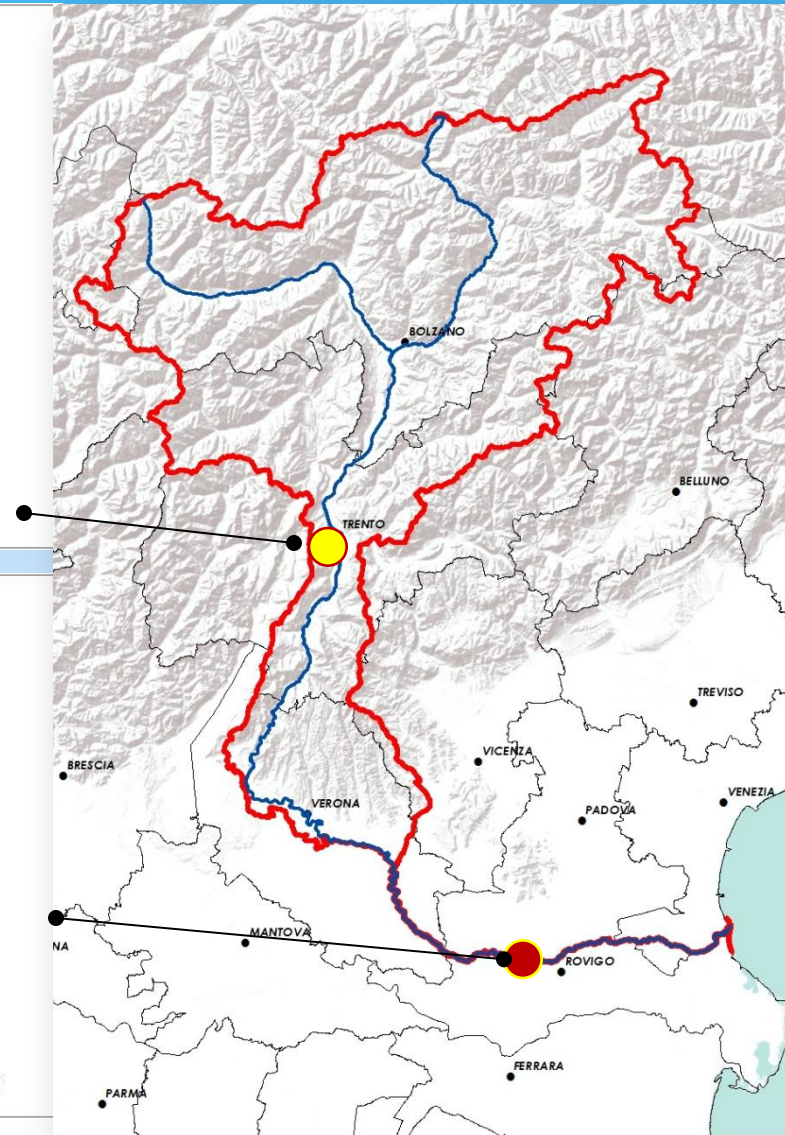 BOLZANO
BELLUNO
TRENTO
TREVISO
VICENZA
BRESCIA
VENEZIA
VERONA
PADOVA
MANTOVA
NA
ROVIGO
FERRARA
PARMA